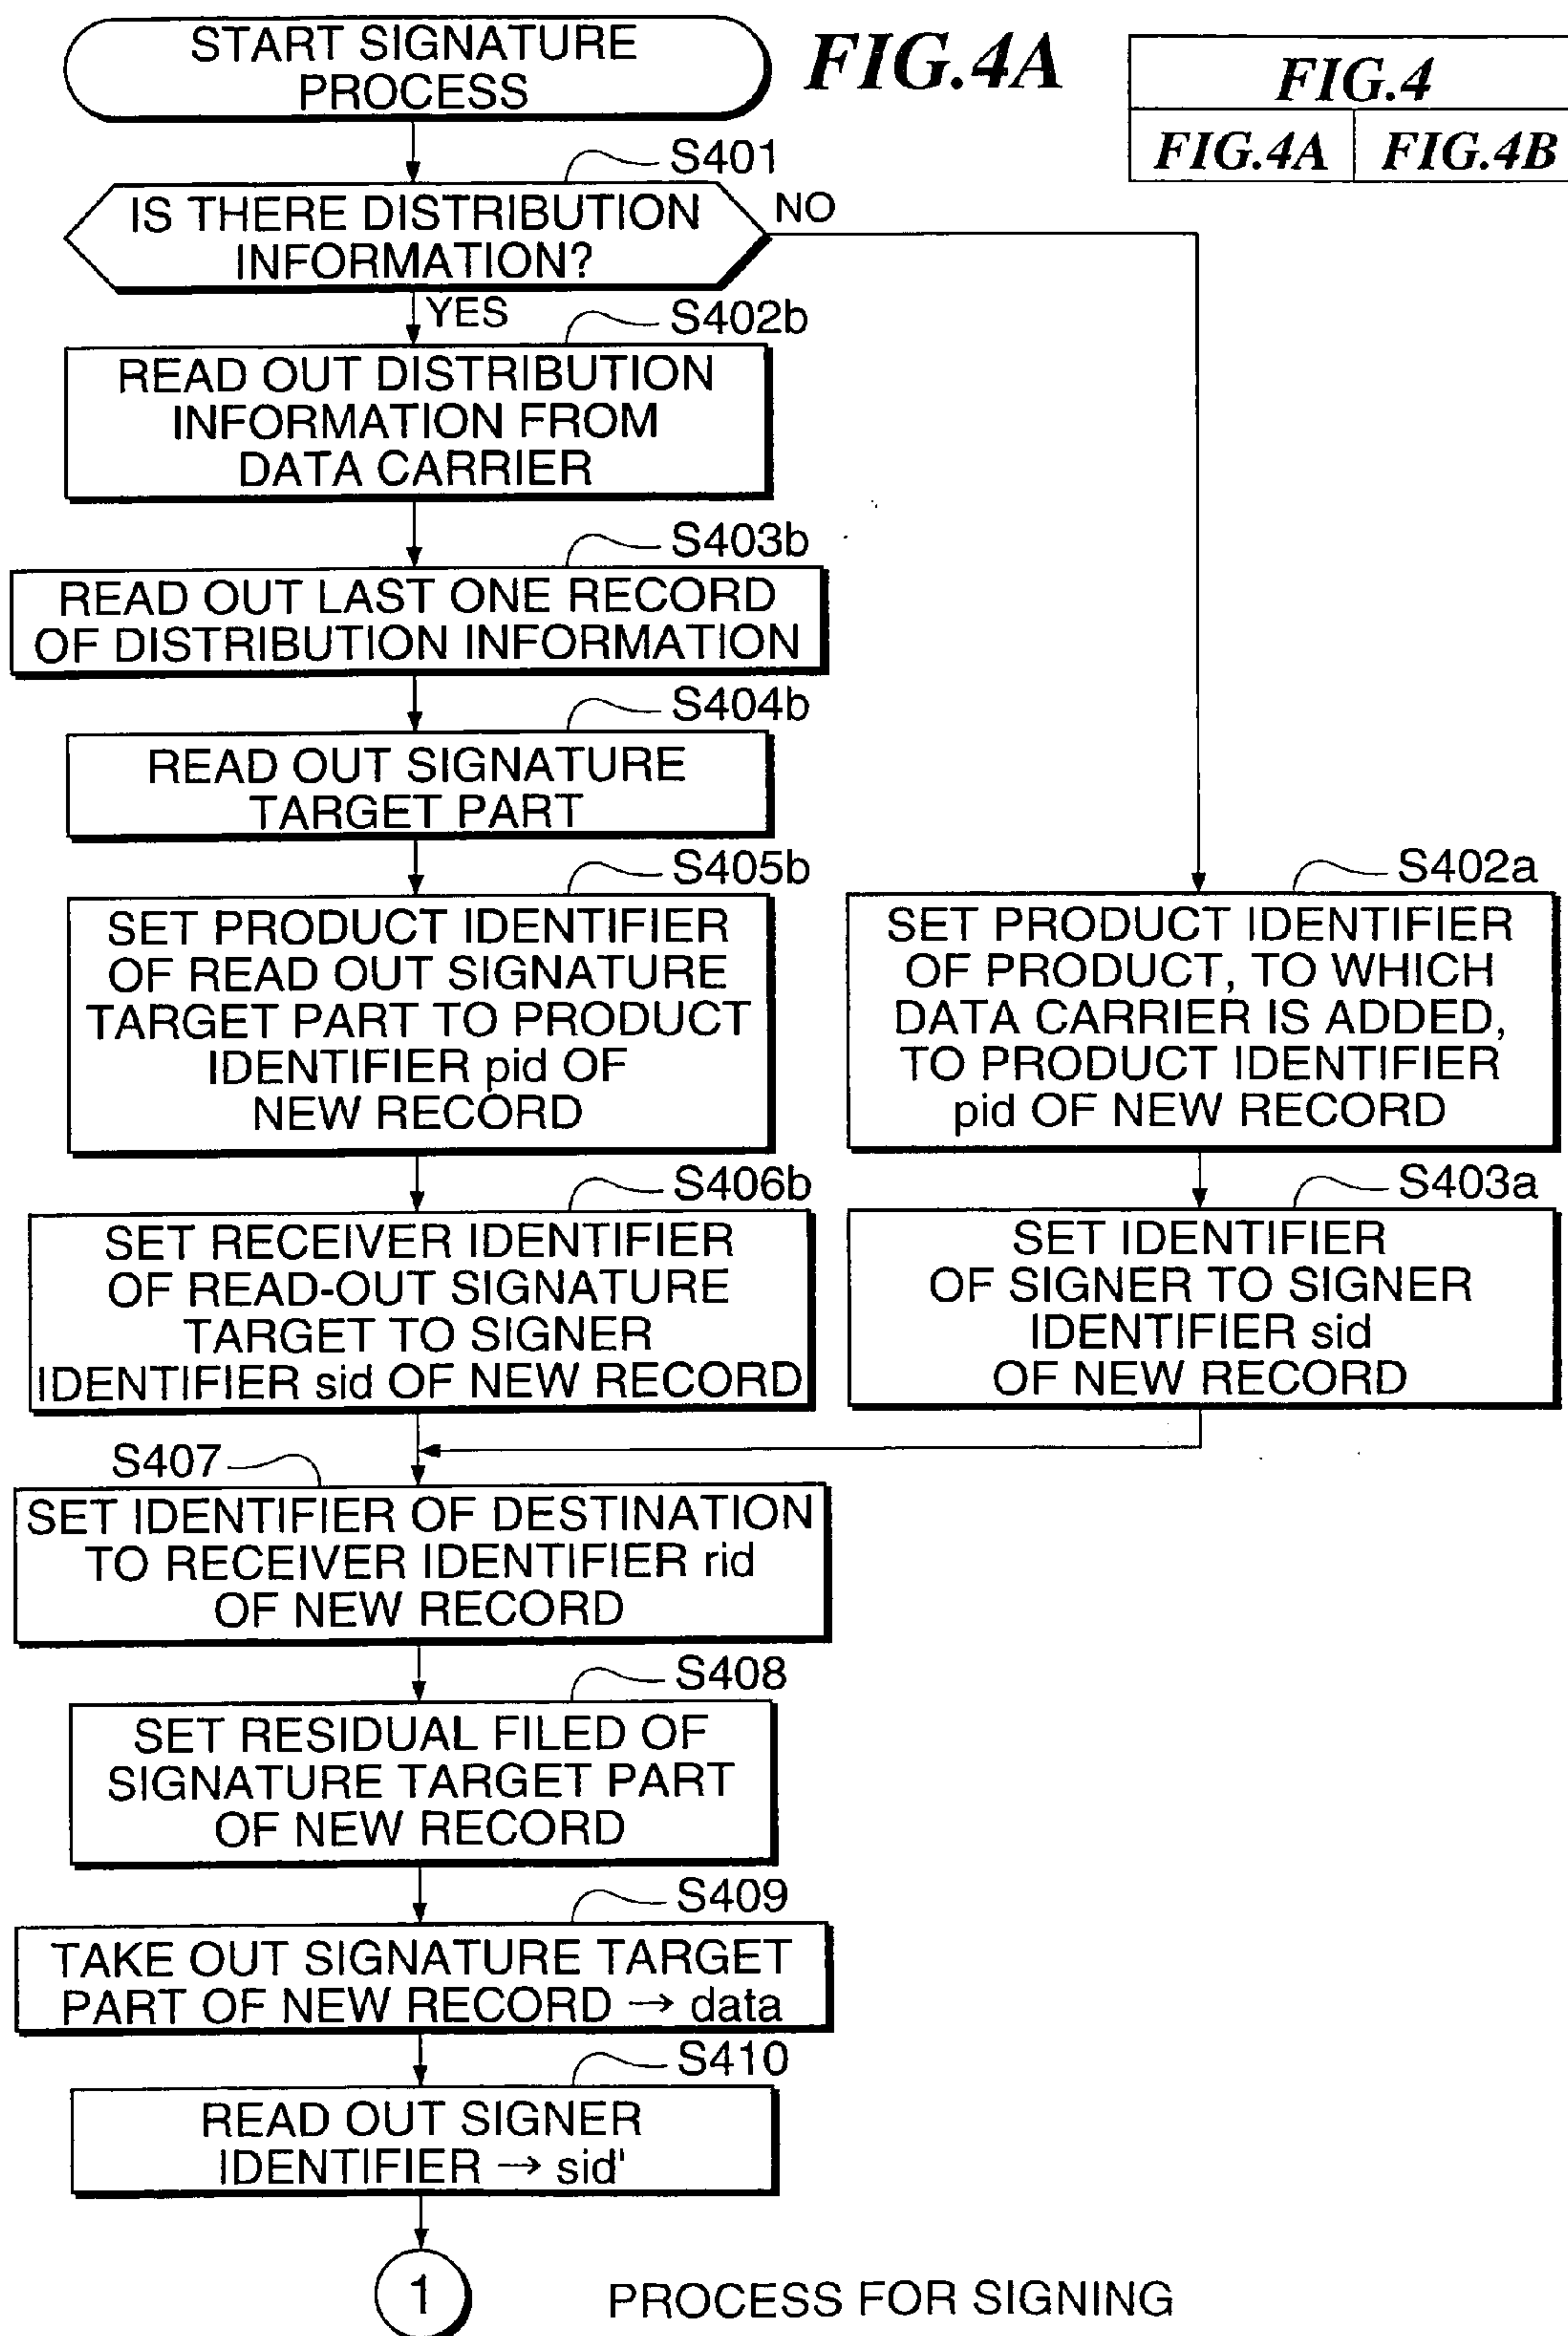 START SIGNATURE
PROCESS
FIG.4A
FIG.4
FIG.4A
FIG.4B
S401
IS THERE DISTRIBUTION
INFORMATION?
NO
YES
S402b
READ OUT DISTRIBUTION
INFORMATION FROM
DATA CARRIER
S403b
READ OUT LAST ONE RECORD
OF DISTRIBUTION INFORMATION
S404b
READ OUT SIGNATURE
TARGET PART
S405b
SET PRODUCT IDENTIFIER
OF READ OUT SIGNATURE
TARGET PART TO PRODUCT
IDENTIFIER pid OF
NEW RECORD
S402a
SET PRODUCT IDENTIFIER
OF PRODUCT, TO WHICH
DATA CARRIER IS ADDED,
TO PRODUCT IDENTIFIER
pid OF NEW RECORD
S406b
SET RECEIVER IDENTIFIER
OF READ-OUT SIGNATURE
TARGET TO SIGNER
IDENTIFIER sid OF NEW RECORD
S403a
SET IDENTIFIER
OF SIGNER TO SIGNER
IDENTIFIER sid
OF NEW RECORD
S407
SET IDENTIFIER OF DESTINATION
TO RECEIVER IDENTIFIER rid
OF NEW RECORD
S408
SET RESIDUAL FILED OF
SIGNATURE TARGET PART
OF NEW RECORD
S409
TAKE OUT SIGNATURE TARGET
PART OF NEW RECORD → data
S410
READ OUT SIGNER
IDENTIFIER → sid'
1
PROCESS FOR SIGNING